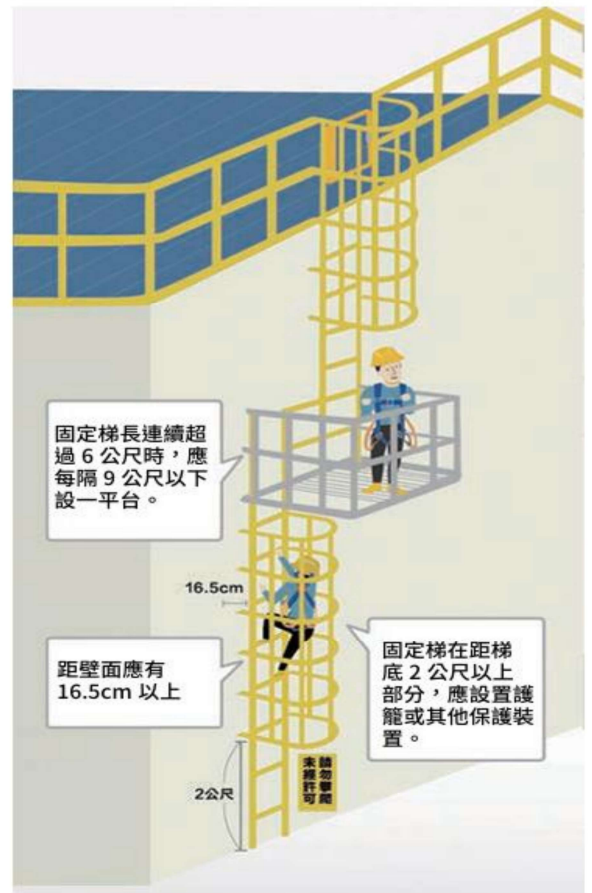 固定梯長連續超
過 6 公尺時，應
每隔 9 公尺以下
設一平台。
16.5cm
距壁面應有
16.5cm 以上
固定梯在距梯
底 2 公尺以上
部分，應設置護
籠或其他保護裝
置。
2公尺
未經許可
請勿攀爬